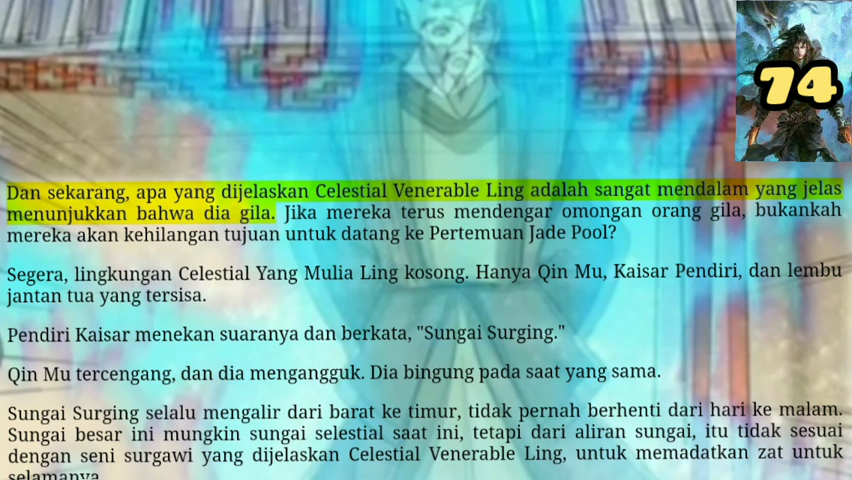 74
Dan sekarang, apa yang dijelaskan Celestial Venerable Ling adalah sangat mendalam yang jelas
menunjukkan bahwa dia gila. Jika mereka terus mendengar omongan orang gila, bukankah
mereka akan kehilangan tujuan untuk datang ke Pertemuan Jade Pool?
Segera, lingkungan Celestial Yang Mulia Ling kosong. Hanya Qin Mu, Kaisar Pendiri, dan lembu
jantan tua yang tersisa.
Pendiri Kaisar menekan suaranya dan berkata, "Sungai Surging."
Qin Mu tercengang, dan dia mengangguk. Dia bingung pada saat yang sama.
Sungai Surging selalu mengalir dari barat ke timur, tidak pernah berhenti dari hari ke malam.
Sungai besar ini mungkin sungai selestial saat ini, tetapi dari aliran sungai, itu tidak sesuai
dengan seni surgawi yang dijelaskan Celestial Venerable Ling, untuk memadatkan zat untuk
selamanya